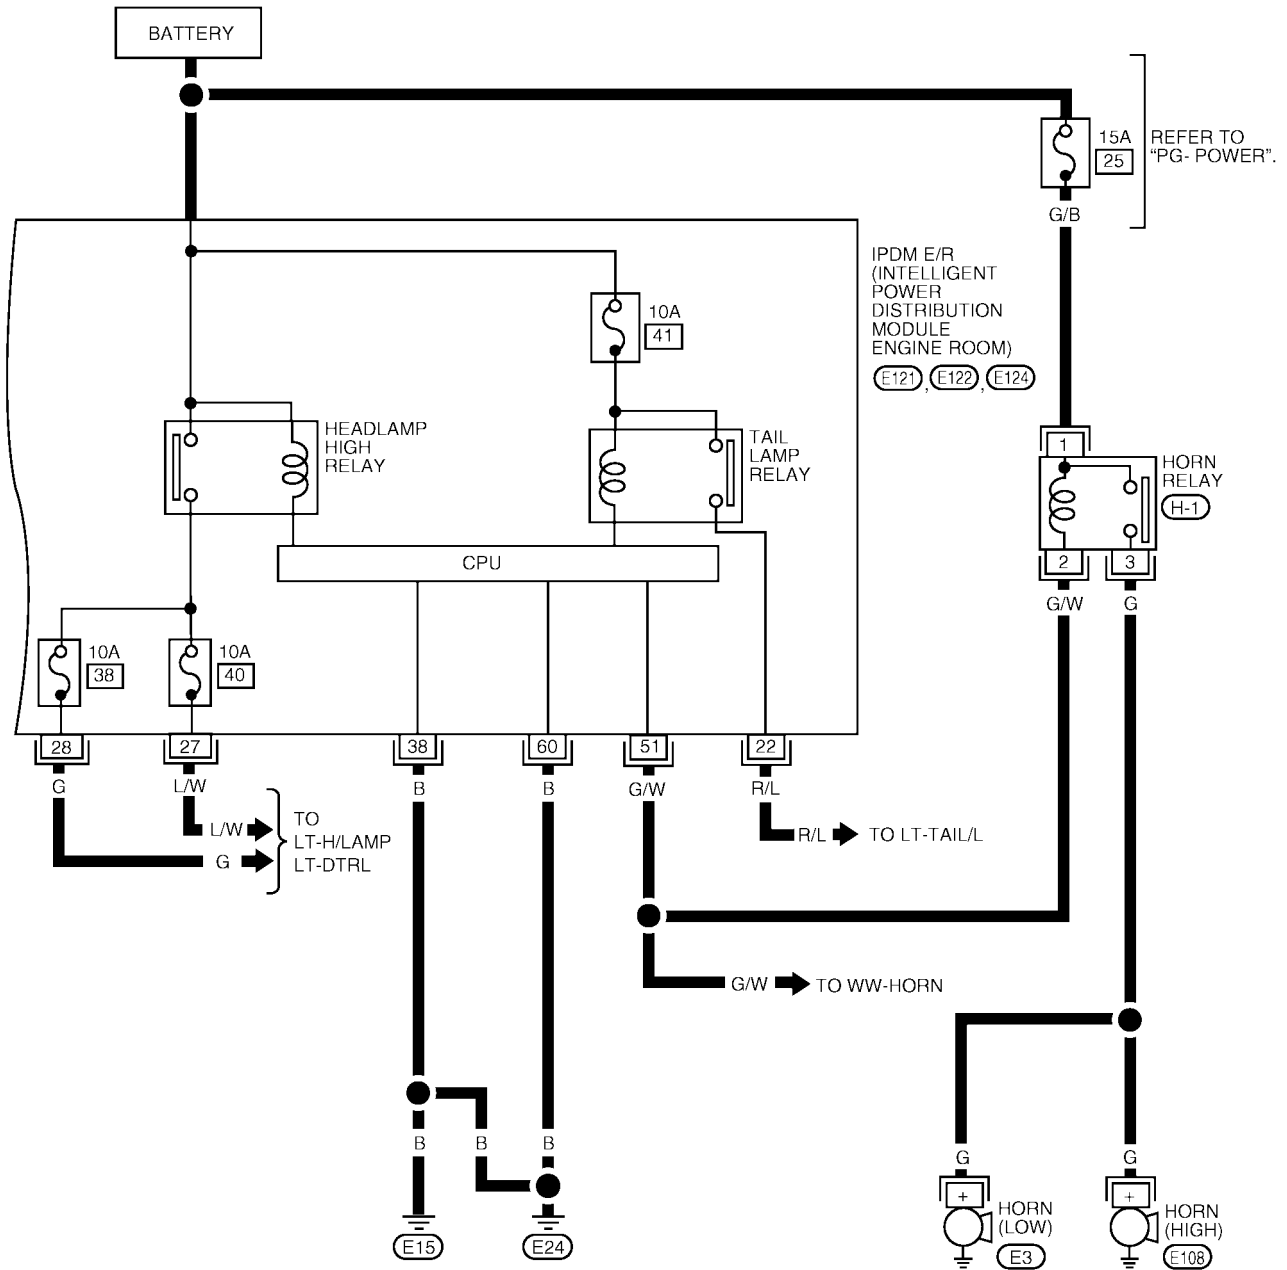 BATTERY
15A
25
REFER TO
“PG- POWER”.
G/B
IPDM E/R
(INTELLIGENT
POWER
DISTRIBUTION
MODULE
ENGINE ROOM)
E121 , E122 , E124
10A
41
HEADLAMP
HIGH
RELAY
TAIL
LAMP
RELAY
1
HORN
RELAY
H-1
CPU
2
3
G/W
G
10A
38
10A
40
28
27
38
60
51
22
G
L/W
B
B
G/W
R/L
L/W
G
TO
LT-H/LAMP
LT-DTRL
R/L
TO LT-TAIL/L
G/W
TO WW-HORN
B
B
B
G
G
+
+
HORN
(LOW)
E3
HORN
(HIGH)
E108
E15
E24